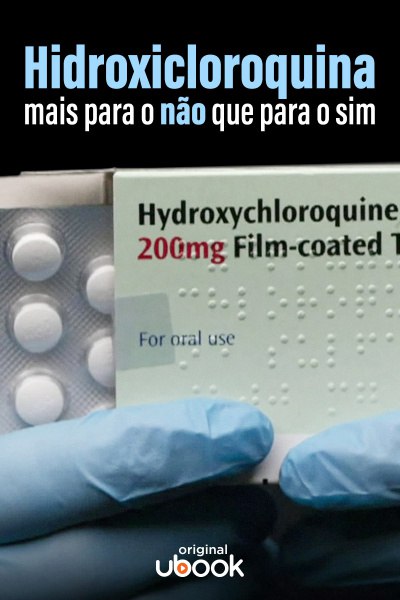 Hidroxicloroquina
mais para o não que para o sim
Hydroxychloroquine
200mg Film-coated T
For oral use
original
ubook